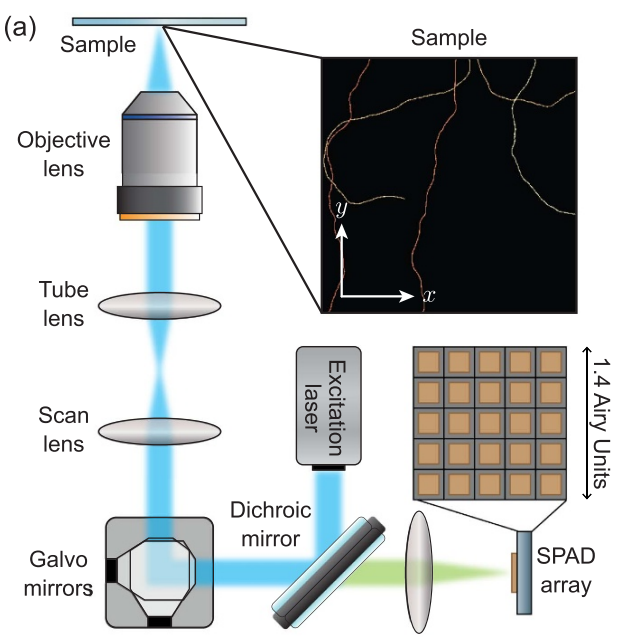 (a)
Sample
Sample
Objective
lens
y
x
Tube
lens
Excitation
laser
1.4 Airy Units
Scan
lens
Dichroic
mirror
Galvo
mirrors
SPAD
array